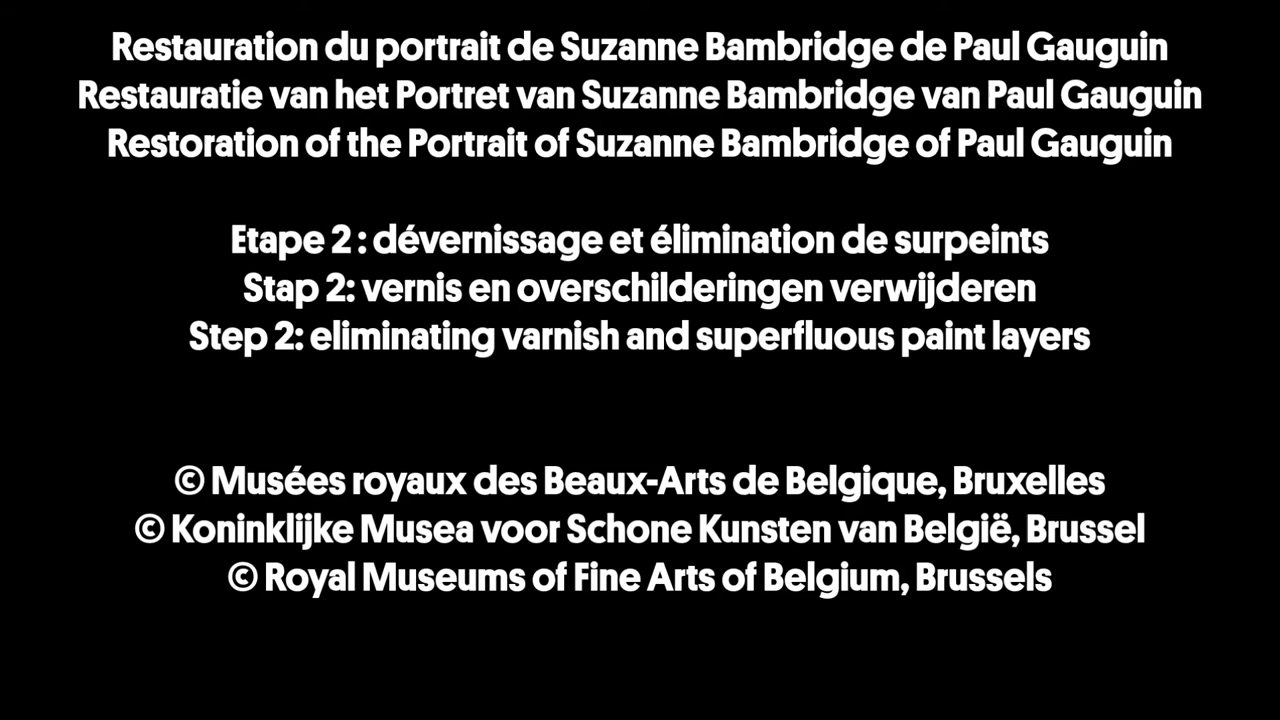 Restauration du portrait de Suzanne Bambridge de Paul Gauguin
Restauratie van het Portret van Suzanne Bambridge van Paul Gauguin
Restoration of the Portrait of Suzanne Bambridge of Paul Gauguin
Etape 2 : dévernissage et élimination de surpeints
Stap 2: vernis en overschilderingen verwijderen
Step 2: eliminating varnish and superfluous paint layers
© Musées royaux des Beaux-Arts de Belgique, Bruxelles
© Koninklijke Musea voor Schone Kunsten van België, Brussel
© Royal Museums of Fine Arts of Belgium, Brussels